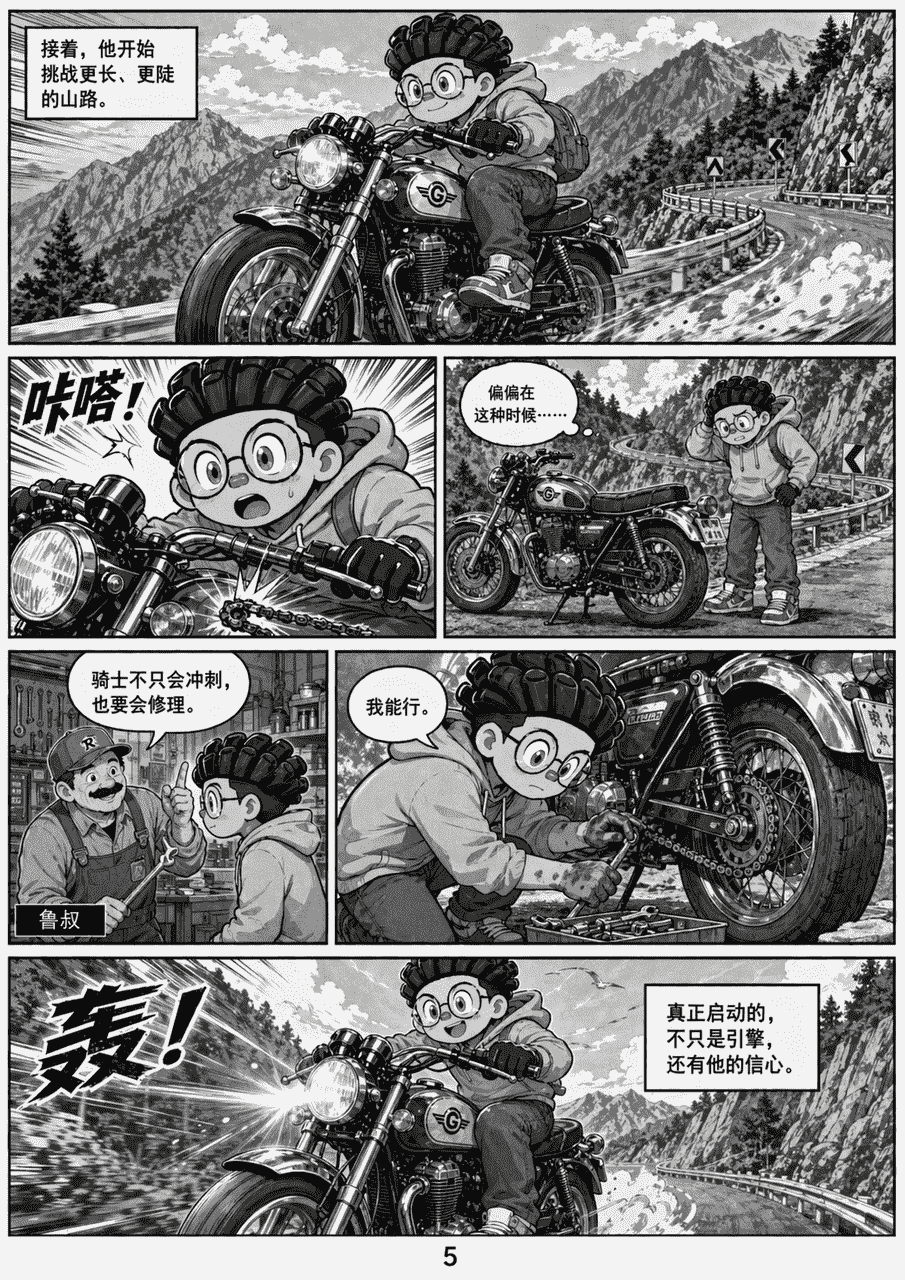 接着，他开始
挑战更长、更陡
的山路。
G
咔嗒！
偏偏在
这种时候……
G
骑士不只会冲刺，
也要会修理。
R
鲁叔
我能行。
轰！
G
真正启动的，
不只是引擎，
还有他的信心。
5